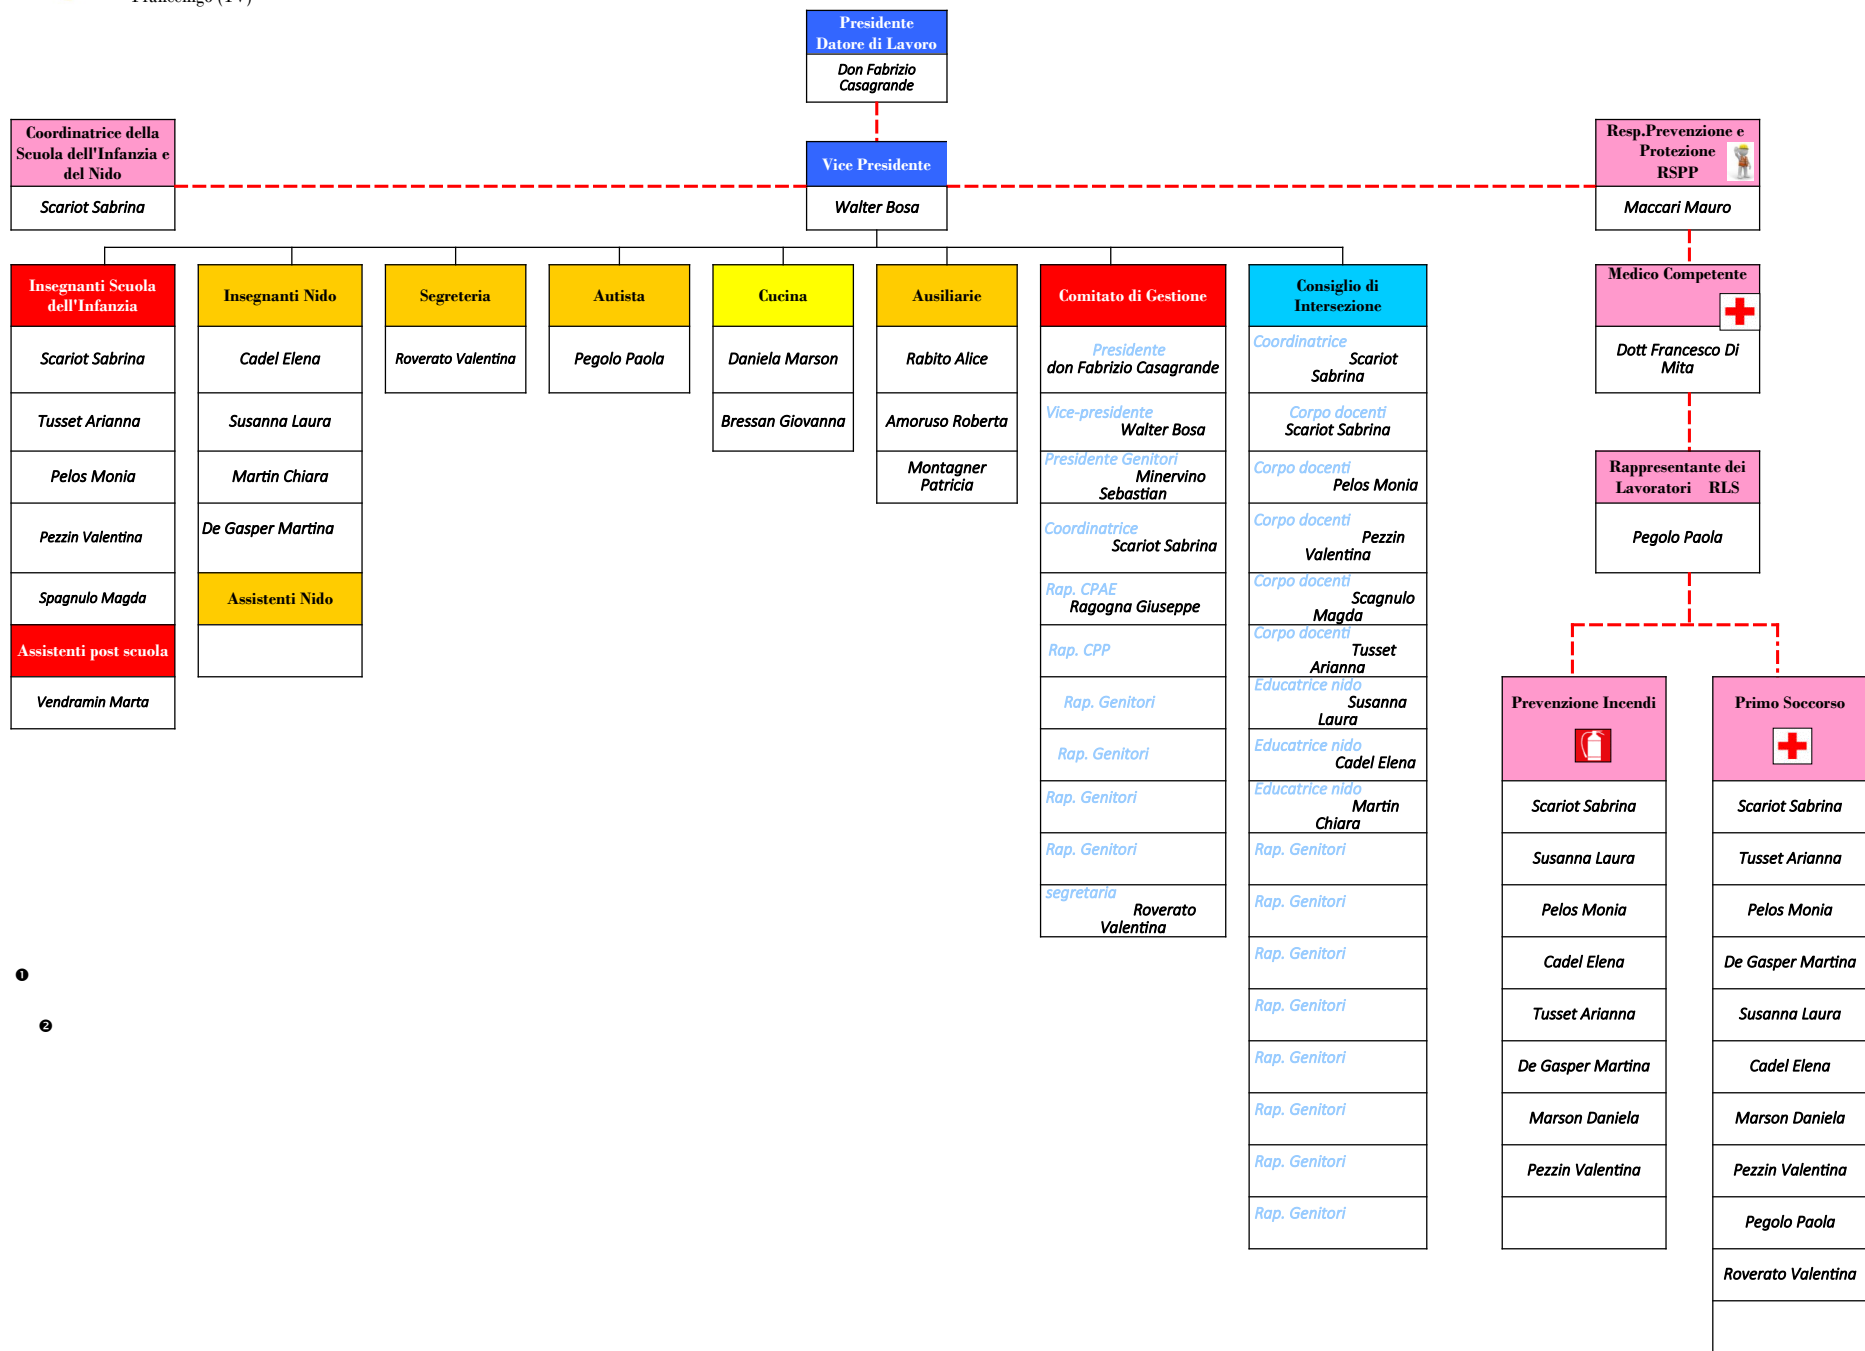 Presidente
Datore di Lavoro
Don Fabrizio
Casagrande
Coordinatrice della
Scuola dell'Infanzia e
del Nido
Scariot Sabrina
Vice Presidente
Walter Bosa
Resp.Prevenzione e
Protezione
RSPP
Maccari Mauro
Insegnanti Scuola
dell'Infanzia
Scariot Sabrina
Tusset Arianna
Pelos Monia
Pezzin Valentina
Spagnulo Magda
Assistenti post scuola
Vendramin Marta
Insegnanti Nido
Cadel Elena
Susanna Laura
Martin Chiara
De Gasper Martina
Assistenti Nido
Segreteria
Roverato Valentina
Autista
Pegolo Paola
Cucina
Daniela Marson
Bressan Giovanna
Ausiliarie
Rabito Alice
Amoruso Roberta
Montagner
Patricia
Comitato di Gestione
Presidente
don Fabrizio Casagrande
Vice-presidente
Walter Bosa
Presidente Genitori
Minervino
Sebastian
Coordinatrice
Scariot Sabrina
Rap. CPAE
Ragogna Giuseppe
Rap. CPP
Rap. Genitori
Rap. Genitori
Rap. Genitori
Rap. Genitori
segretaria
Roverato
Valentina
Consiglio di
Intersezione
Coordinatrice
Scariot
Sabrina
Corpo docenti
Scariot Sabrina
Corpo docenti
Pelos Monia
Corpo docenti
Pezzin
Valentina
Corpo docenti
Scagnulo
Magda
Corpo docenti
Tusset
Arianna
Educatrice nido
Susanna
Laura
Educatrice nido
Cadel Elena
Educatrice nido
Martin
Chiara
Rap. Genitori
Rap. Genitori
Rap. Genitori
Rap. Genitori
Rap. Genitori
Rap. Genitori
Rap. Genitori
Rap. Genitori
Medico Competente
Dott Francesco Di
Mita
Rappresentante dei
Lavoratori RLS
Pegolo Paola
Prevenzione Incendi
Scariot Sabrina
Susanna Laura
Pelos Monia
Cadel Elena
Tusset Arianna
De Gasper Martina
Marson Daniela
Pezzin Valentina
Primo Soccorso
Scariot Sabrina
Tusset Arianna
Pelos Monia
De Gasper Martina
Susanna Laura
Cadel Elena
Marson Daniela
Pezzin Valentina
Pegolo Paola
Roverato Valentina
❶
❷